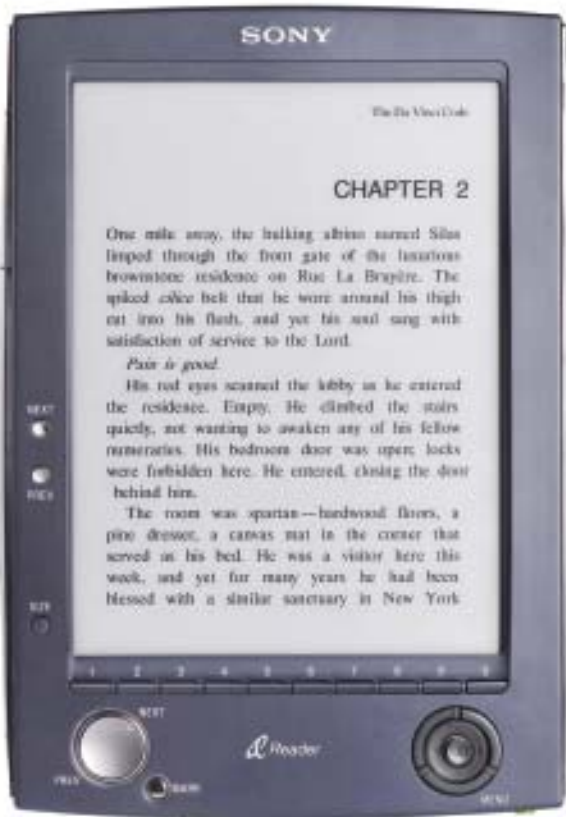 SONY
The Da Vinci Code
CHAPTER 2
One mile away, the hulking albino named Silas
limped through the front gate of the luxurious
brownstone residence on Rue La Bruyère. The
spiked cilice belt that he wore around his thigh
cut into his flesh, and yet his soul sang with
satisfaction of service to the Lord.
Pain is good.
His red eyes scanned the lobby as he entered
the residence. Empty. He climbed the stairs
quietly, not wanting to awaken any of his fellow
numeraries. His bedroom door was open; locks
were forbidden here. He entered, closing the door
behind him.
The room was spartan—hardwood floors, a
pine dresser, a canvas mat in the corner that
served as his bed. He was a visitor here this
week, and yet for many years he had been
blessed with a similar sanctuary in New York
NEXT
PREV
SIZE
1 2 3 4 5 6 7 8 9 0
NEXT
PREV
MARK
Reader
MENU